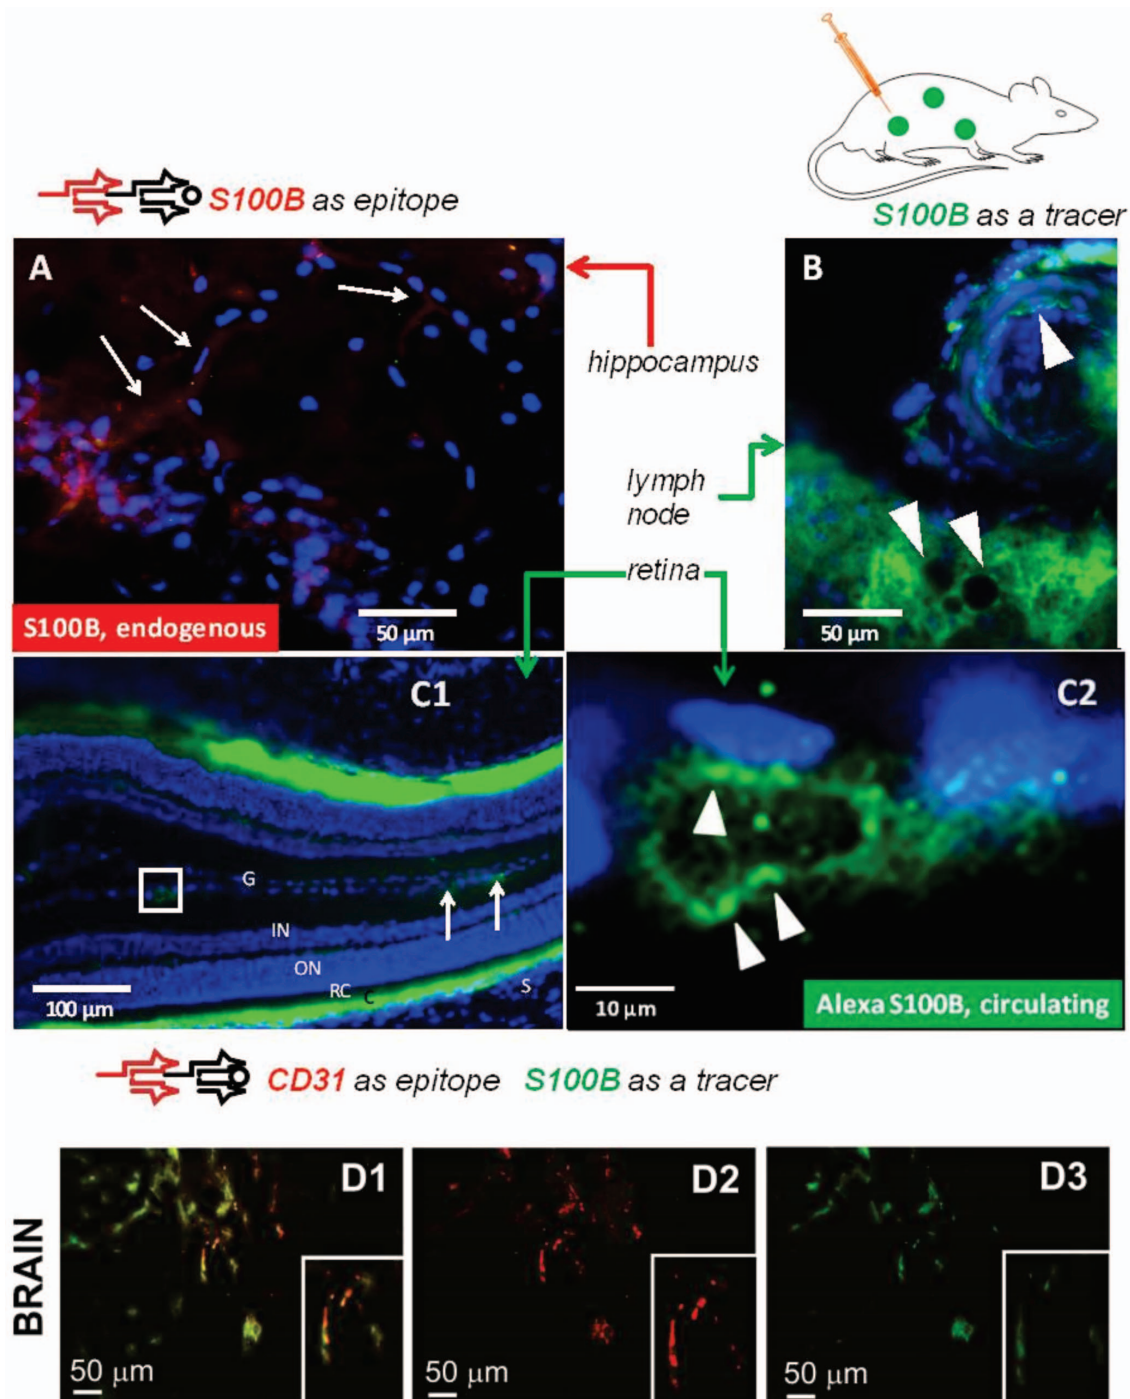 S100B as epitope
S100B as a tracer
A
B
hippocampus
lymph
node
retina
S100B, endogenous
50 µm
50 µm
C1
C2
G
IN
ON
RC
C
S
100 µm
10 µm
Alexa S100B, circulating
CD31 as epitope S100B as a tracer
BRAIN
D1
D2
D3
50 µm
50 µm
50 µm